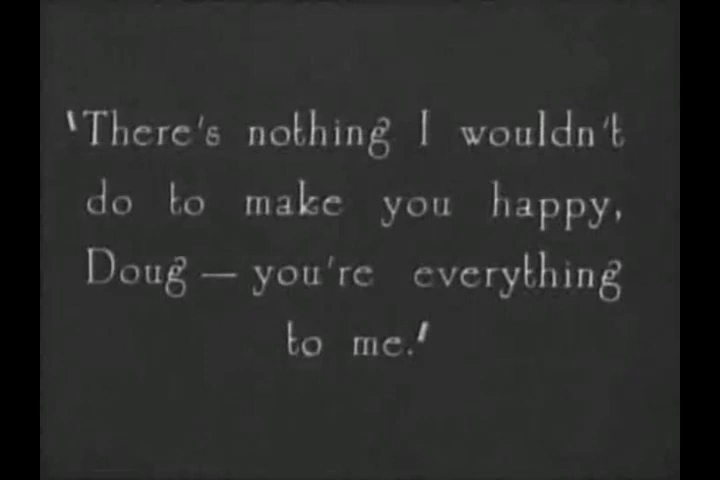 'There's nothing I wouldn't
do to make you happy,
Doug — you're everything
to me.'